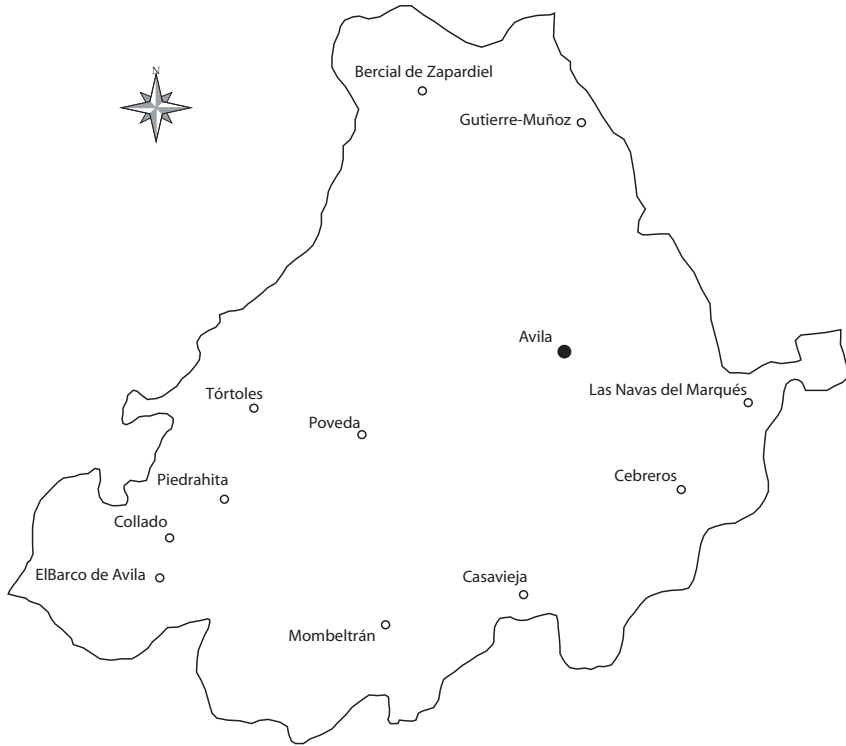 N
Bercial de Zapardiel
Gutierre-Muñoz
Avila
Las Navas del Marqués
Tórtoles
Poveda
Cebreros
Piedrahita
Collado
ElBarco de Avila
Casavieja
Mombeltrán